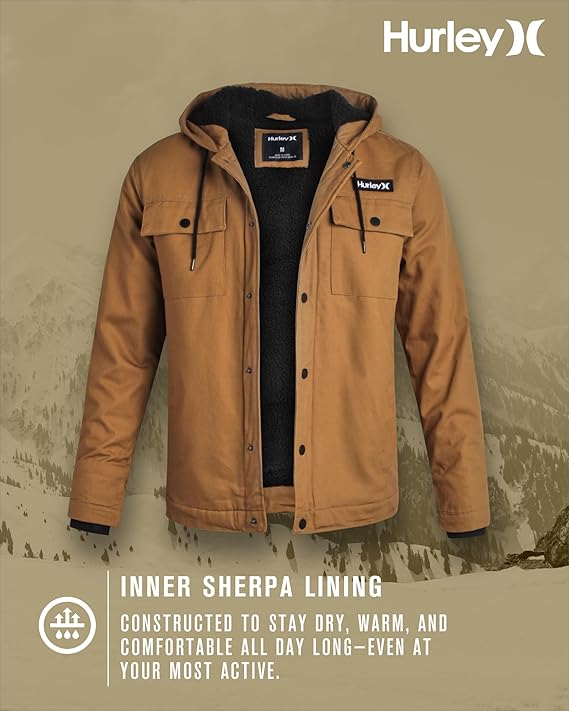 Hurley
Hurley
M
Hurley
INNER SHERPA LINING
CONSTRUCTED TO STAY DRY, WARM, AND
COMFORTABLE ALL DAY LONG—EVEN AT
YOUR MOST ACTIVE.